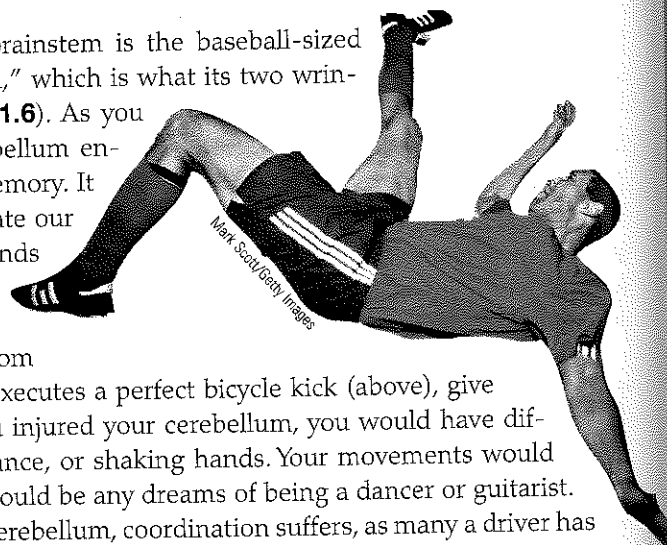 rainstem is the baseball-sized
," which is what its two wrin-
1.6). As you
bellum en-
emory. It
ate our
nds
Mark Scott/Getty Images
om
xecutes a perfect bicycle kick (above), give
injured your cerebellum, you would have dif-
ance, or shaking hands. Your movements would
ould be any dreams of being a dancer or guitarist.
erebellum, coordination suffers, as many a driver has